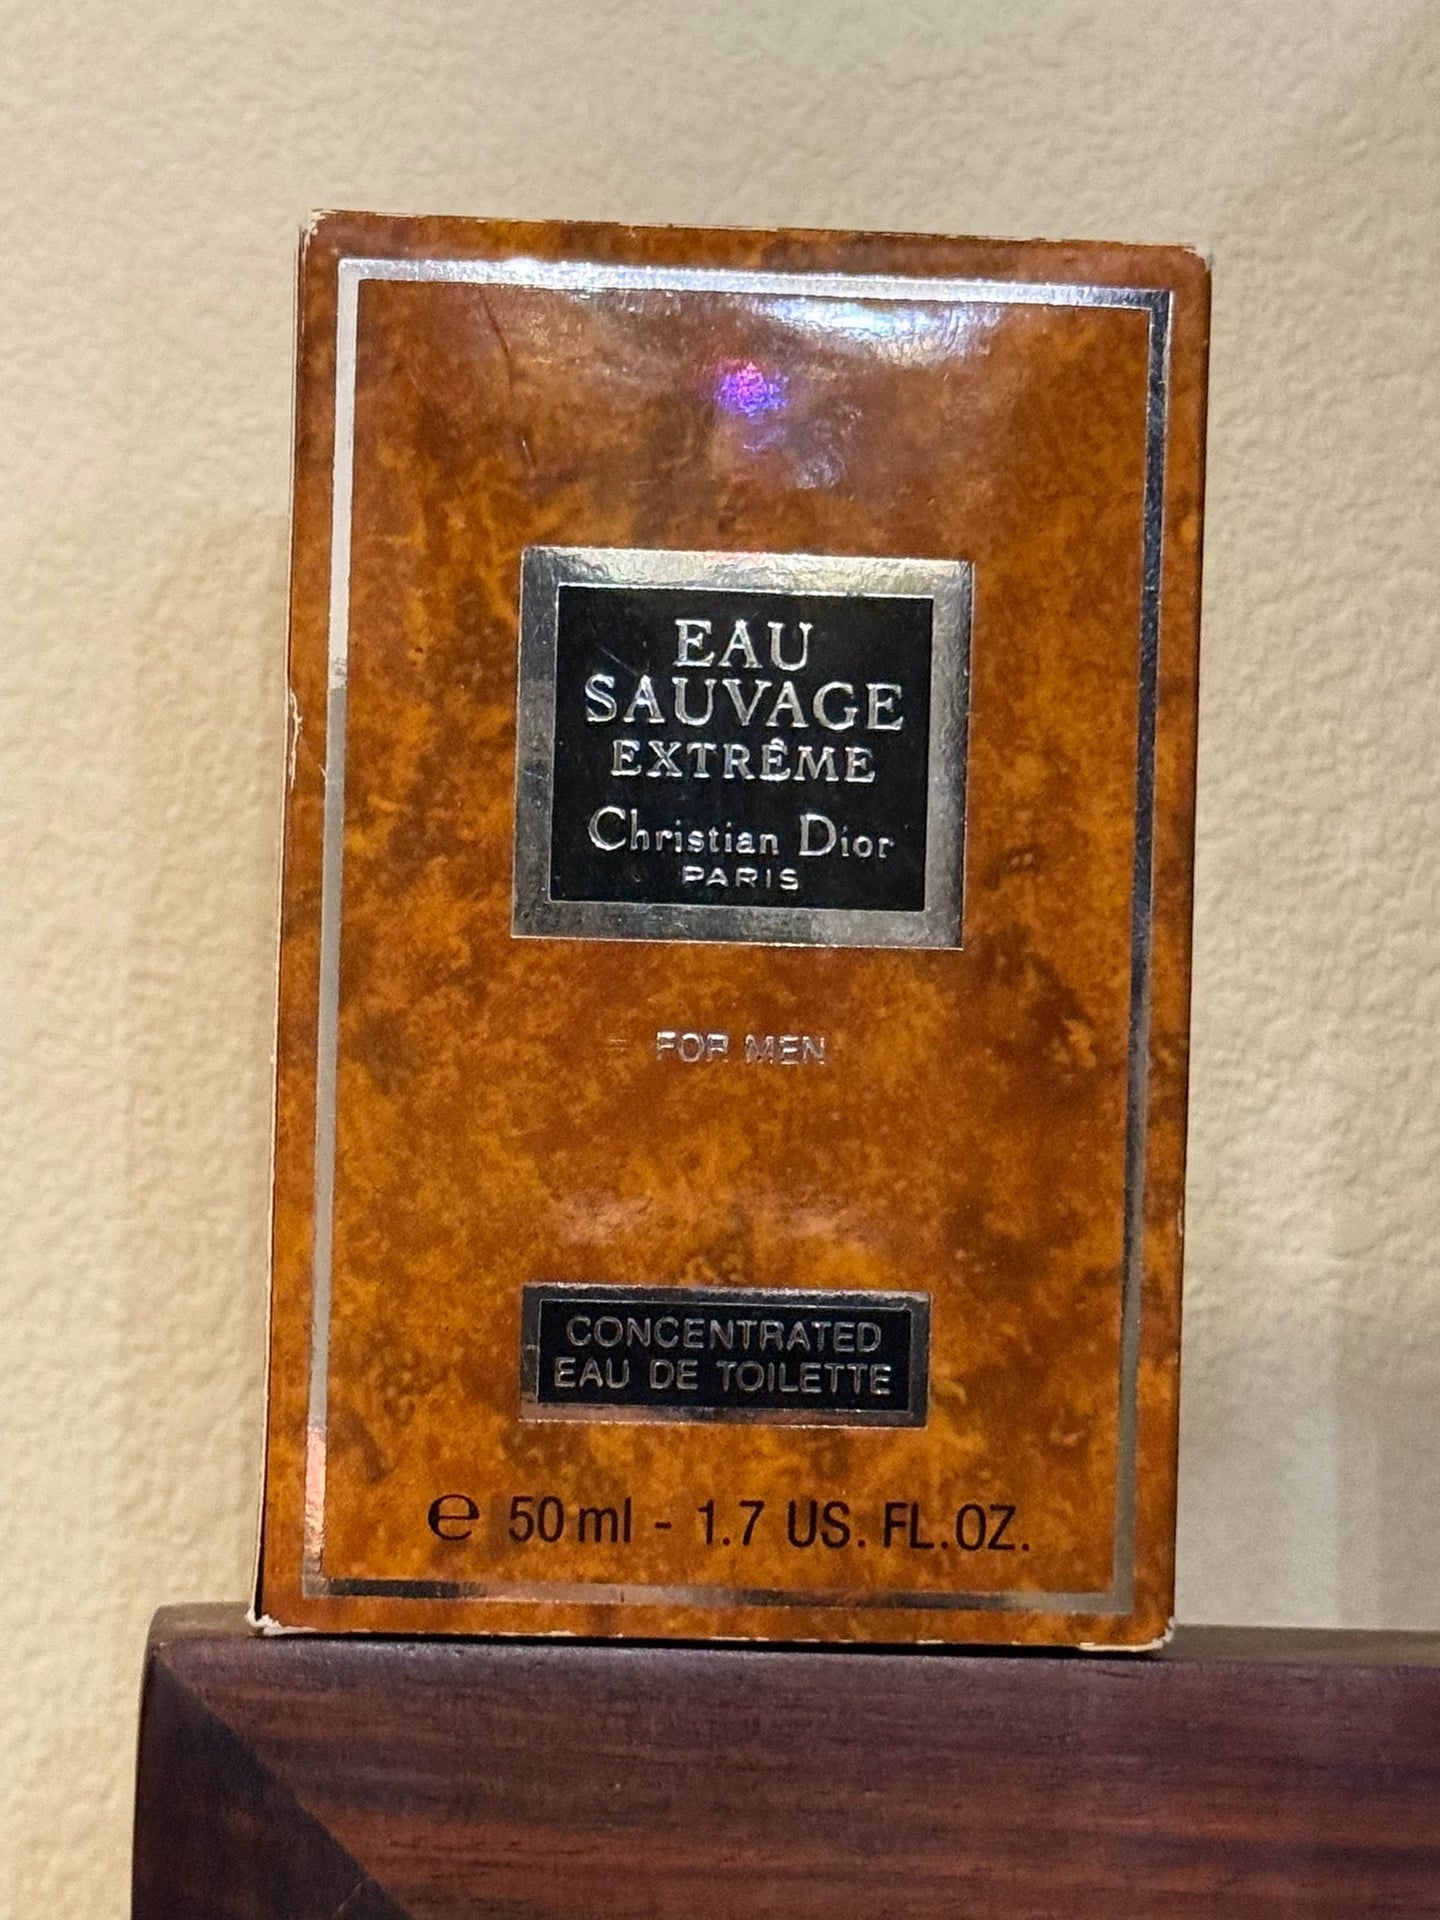 EAU
SAUVAGE
EXTRÊME
Christian Dior
PARIS
FOR MEN
CONCENTRATED
EAU DE TOILETTE
℮ 50 ml - 1.7 US. FL.OZ.